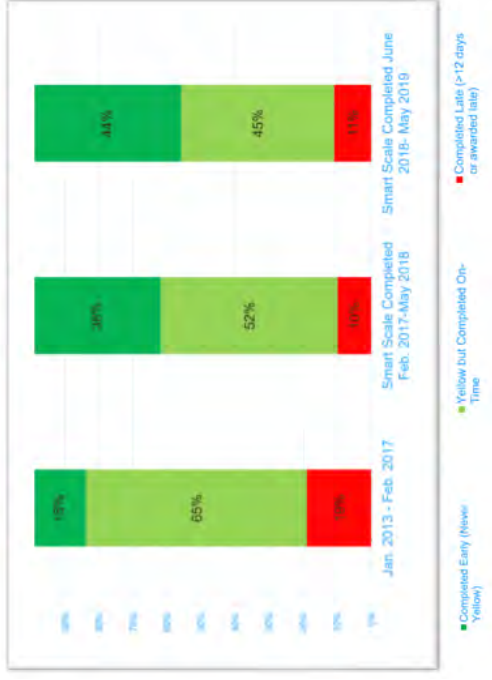 44%
38%
45%
52%
65%
11%
10%
19%
Jan. 2013 - Feb. 2017
Smart Scale Completed
Feb. 2017-May 2018
Smart Scale Completed June
2018- May 2019
Completed Early (Never
Yellow)
Yellow but Completed On-
Time
Completed Late (>12 days
or awarded late)